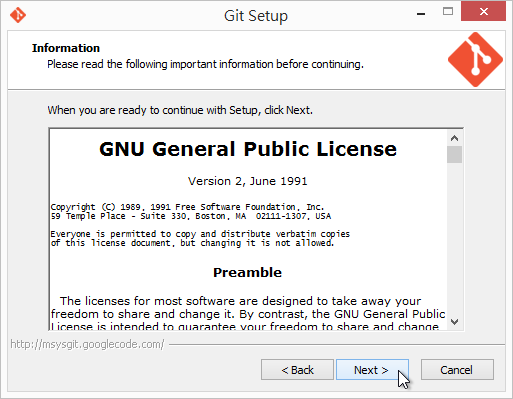 Git Setup
Information
Please read the following important information before continuing.
When you are ready to continue with Setup, click Next.
GNU General Public License
Version 2, June 1991
Copyright (C) 1989, 1991 Free Software Foundation, Inc.
59 Temple Place - Suite 330, Boston, MA  02111-1307, USA
Everyone is permitted to copy and distribute verbatim copies
of this license document, but changing it is not allowed.
Preamble
The licenses for most software are designed to take away your
freedom to share and change it. By contrast, the GNU General Public
License is intended to guarantee your freedom to share and change
http://msysgit.googlecode.com/
< Back
Next >
Cancel